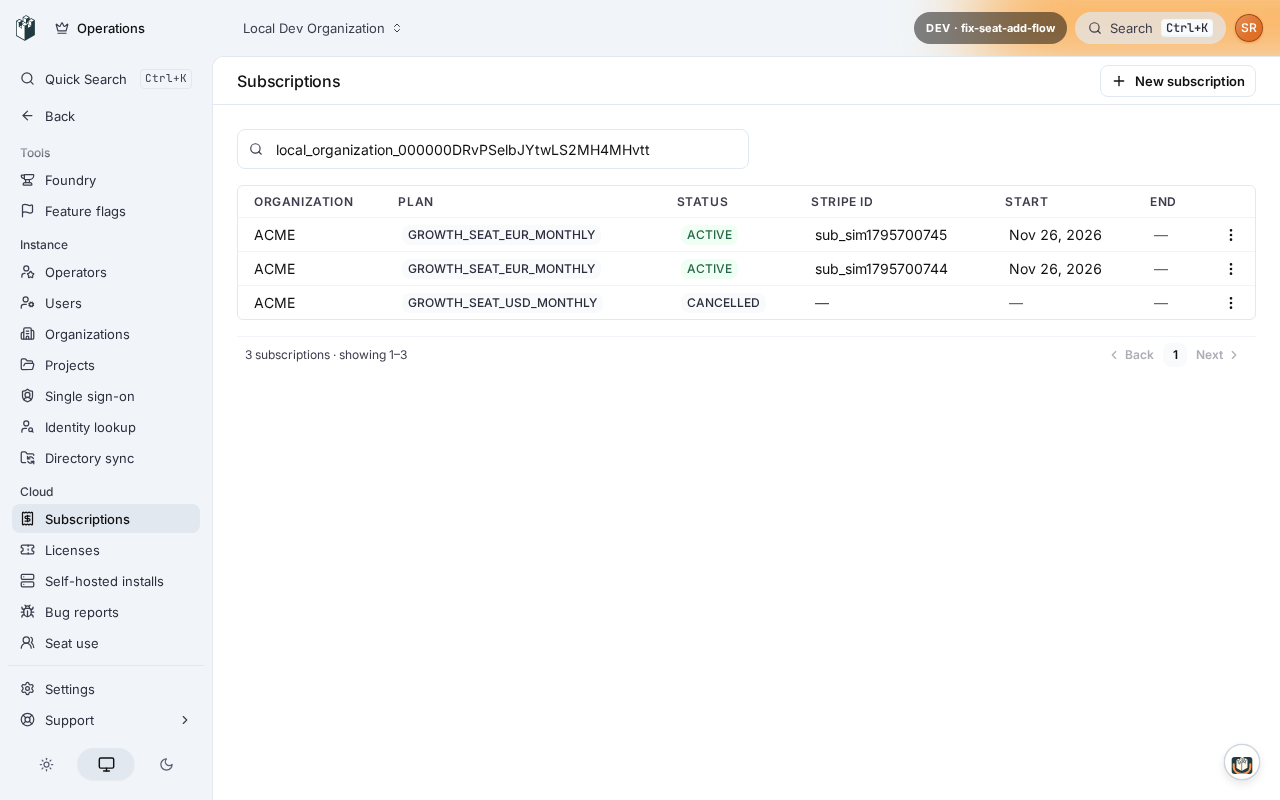 Operations
Local Dev Organization
DEV · fix-seat-add-flow
Search Ctrl+K
SR
Quick Search Ctrl+K
Back
Tools
Foundry
Feature flags
Instance
Operators
Users
Organizations
Projects
Single sign-on
Identity lookup
Directory sync
Cloud
Subscriptions
Licenses
Self-hosted installs
Bug reports
Seat use
Settings
Support
Subscriptions
New subscription
local_organization_000000DRvPSelbJYtwLS2MH4MHvtt
ORGANIZATION PLAN STATUS STRIPE ID START END
ACME GROWTH_SEAT_EUR_MONTHLY ACTIVE sub_sim1795700745 Nov 26, 2026 —
ACME GROWTH_SEAT_EUR_MONTHLY ACTIVE sub_sim1795700744 Nov 26, 2026 —
ACME GROWTH_SEAT_USD_MONTHLY CANCELLED — — —
3 subscriptions · showing 1–3
Back 1 Next